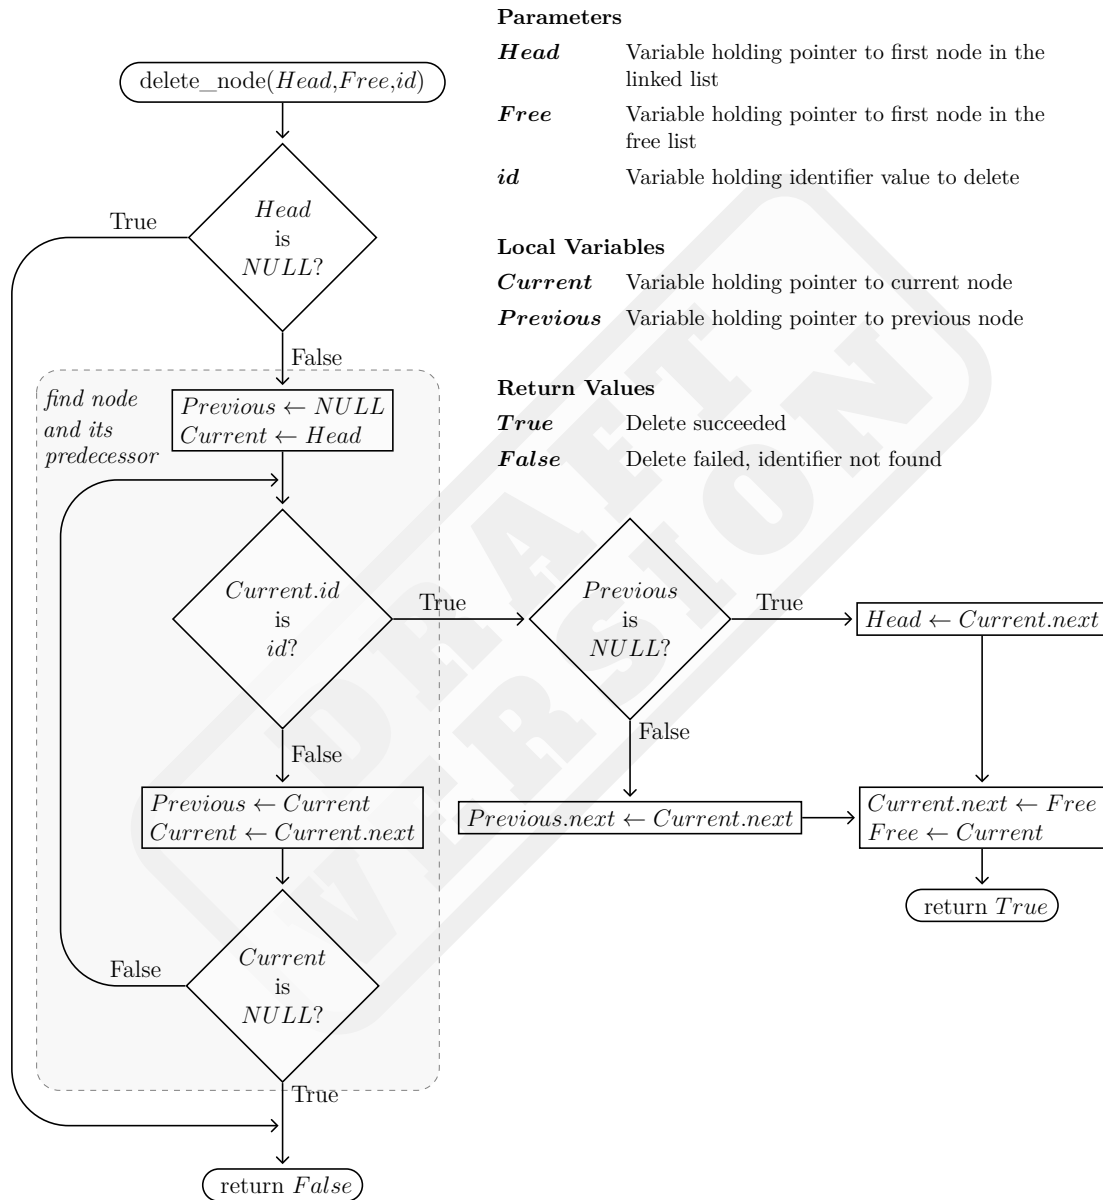 Parameters
Head Variable holding pointer to first node in the
linked list
Free Variable holding pointer to first node in the
free list
id Variable holding identifier value to delete
Local Variables
Current Variable holding pointer to current node
Previous Variable holding pointer to previous node
Return Values
True Delete succeeded
False Delete failed, identifier not found
delete_node(Head,Free,id)
Head
is
NULL?
True
False
find node
and its
predecessor
Previous ← NULL
Current ← Head
Current.id
is
id?
True
False
Previous
is
NULL?
True
False
Head ← Current.next
Previous ← Current
Current ← Current.next
Previous.next ← Current.next
Current.next ← Free
Free ← Current
return True
Current
is
NULL?
False
True
return False
DRAFT
VERSION